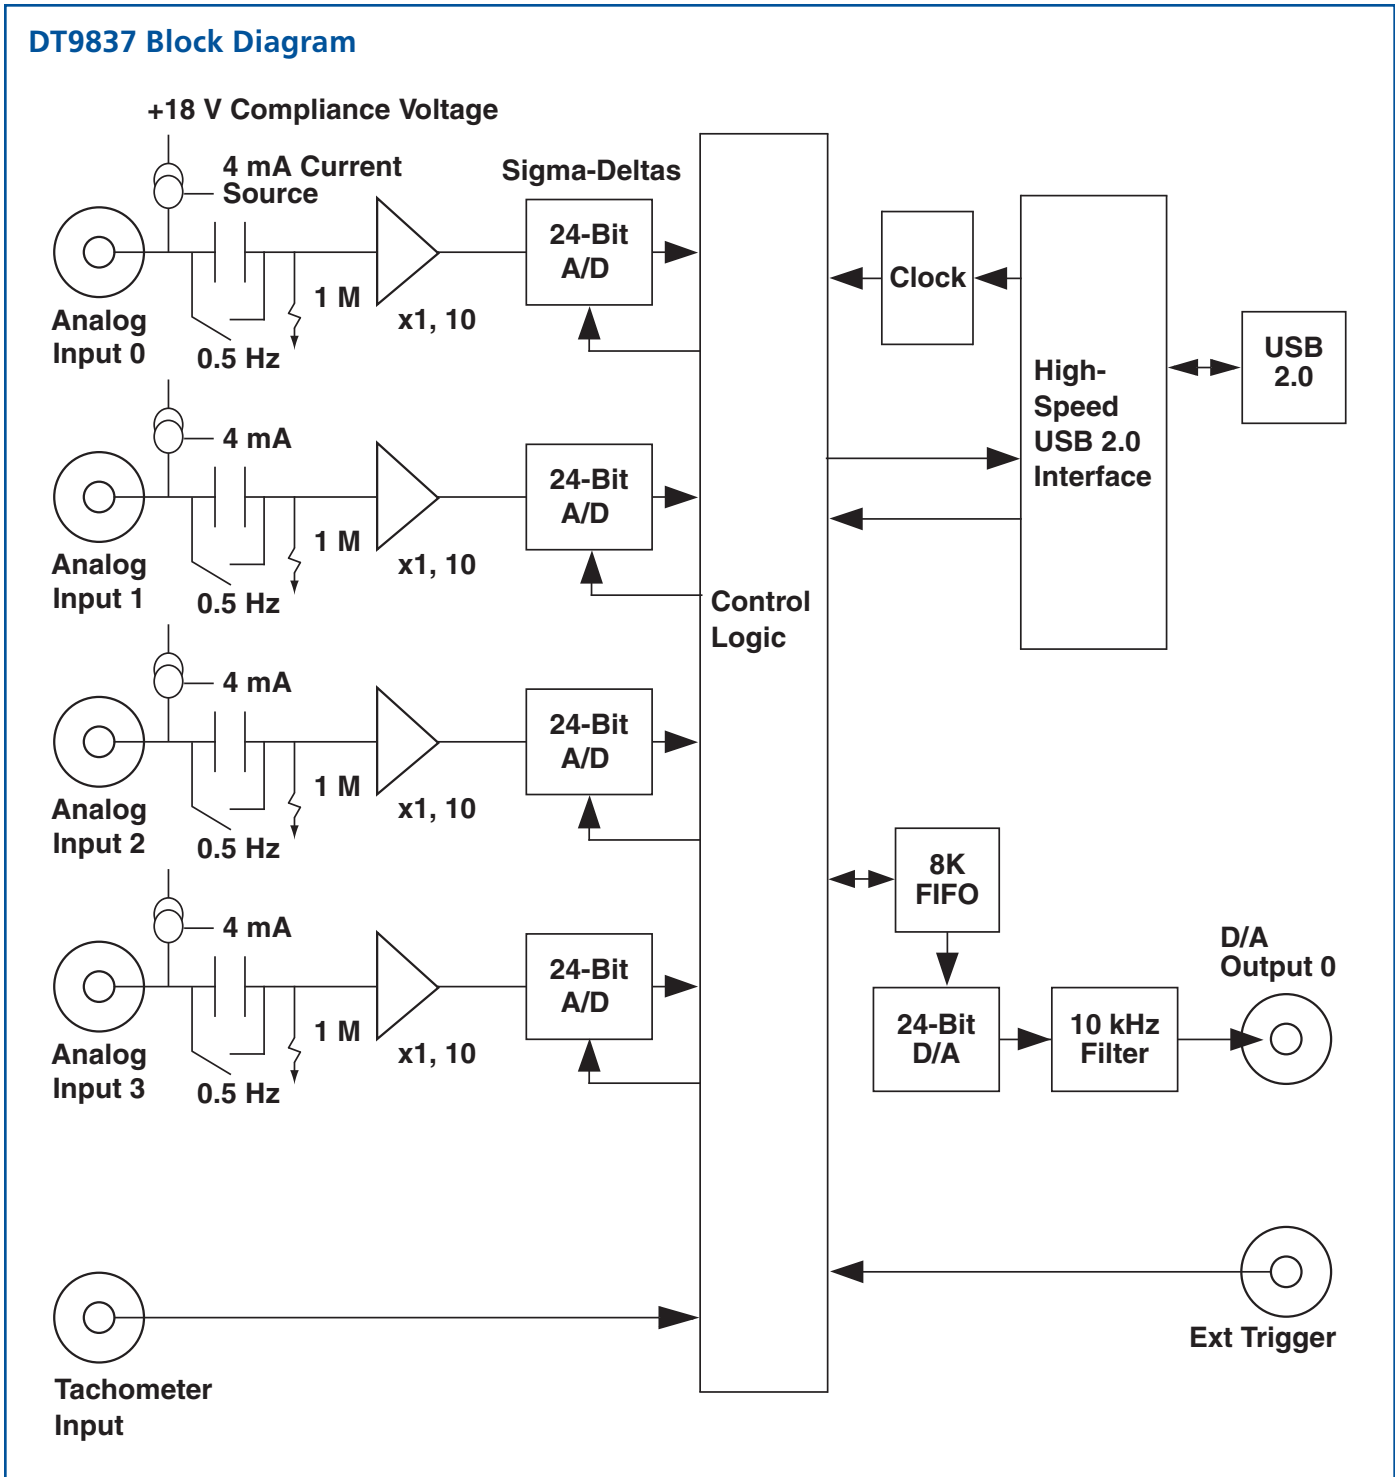 DT9837 Block Diagram
+18 V Compliance Voltage
4 mA Current
Source
Sigma-Deltas
24-Bit
A/D
Analog
Input 0
1 M
x1, 10
0.5 Hz
4 mA
24-Bit
A/D
Analog
Input 1
1 M
x1, 10
0.5 Hz
4 mA
24-Bit
A/D
Analog
Input 2
1 M
x1, 10
0.5 Hz
4 mA
24-Bit
A/D
Analog
Input 3
1 M
x1, 10
0.5 Hz
Tachometer
Input
Control
Logic
Clock
High-
Speed
USB 2.0
Interface
USB
2.0
8K
FIFO
24-Bit
D/A
10 kHz
Filter
D/A
Output 0
Ext Trigger